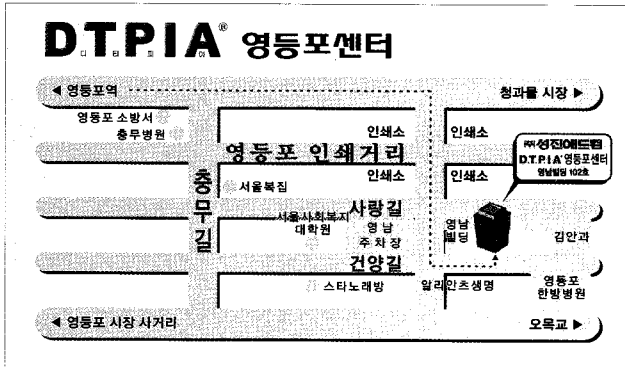 DTPIA® 영등포센터
디 티 피 아
◀ 영등포역
청과물 시장 ▶
영등포 소방서
충무병원
인쇄소
인쇄소
영등포 인쇄거리
㈜성진애드컴
D.T.P.I.A 영등포센터
영남빌딩 102호
충무길
서울복집
인쇄소
인쇄소
사랑길
서울사회복지
대학원
영남
주차장
영남
빌딩
김안과
건양길
스타노래방
알리안츠생명
영등포
한방병원
◀ 영등포 시장 사거리
오목교 ▶